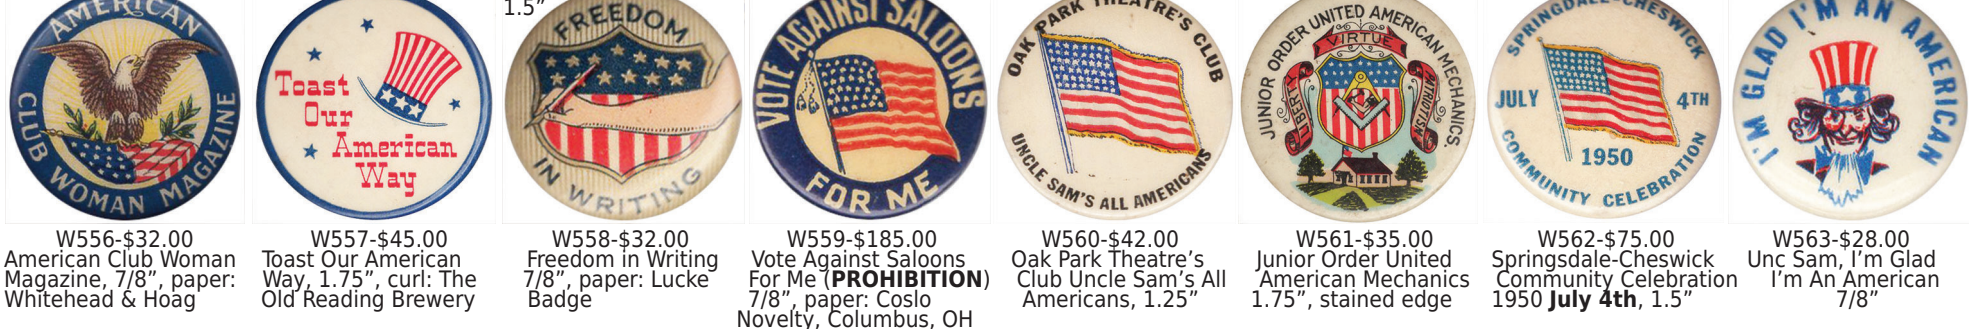 1.5”
AMERICAN
CLUB WOMAN MAGAZINE
Toast
Our
American
Way
FREEDOM
IN WRITING
VOTE AGAINST SALOONS
FOR ME
OAK PARK THEATRE'S CLUB
UNCLE SAM'S ALL AMERICANS
JUNIOR ORDER UNITED AMERICAN MECHANICS.
VIRTUE
LIBERTY
PATRIOTISM
G
SPRINGDALE-CHESWICK
JULY 4TH
1950
COMMUNITY CELEBRATION
I'M GLAD I'M AN AMERICAN
W556-$32.00
American Club Woman
Magazine, 7/8”, paper:
Whitehead & Hoag
W557-$45.00
Toast Our American
Way, 1.75”, curl: The
Old Reading Brewery
W558-$32.00
Freedom in Writing
7/8”, paper: Lucke
Badge
W559-$185.00
Vote Against Saloons
For Me (PROHIBITION)
7/8”, paper: Coslo
Novelty, Columbus, OH
W560-$42.00
Oak Park Theatre’s
Club Uncle Sam’s All
Americans, 1.25”
W561-$35.00
Junior Order United
American Mechanics
1.75”, stained edge
W562-$75.00
Springsdale-Cheswick
Community Celebration
1950 July 4th, 1.5”
W563-$28.00
Unc Sam, I’m Glad
I’m An American
7/8”